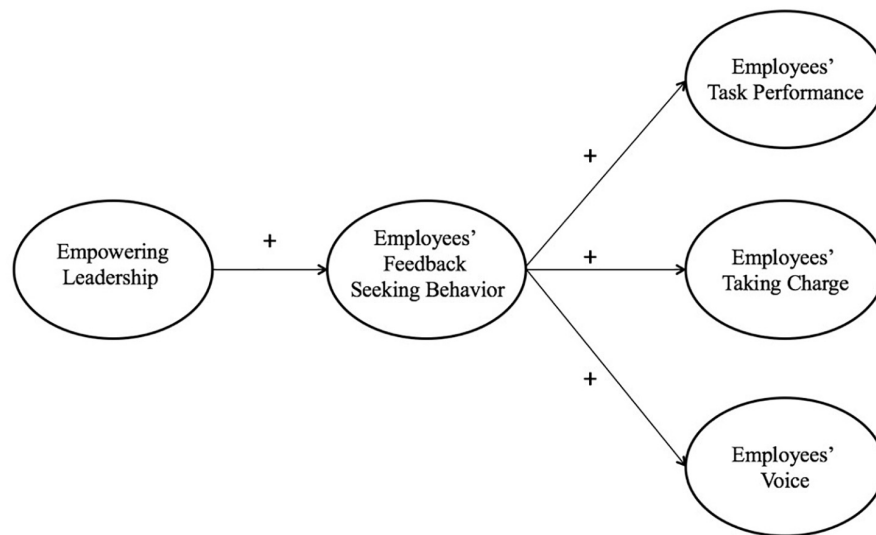 Employees'
Task Performance
+
Empowering
Leadership
+
Employees'
Feedback
Seeking Behavior
+
Employees'
Taking Charge
+
Employees'
Voice